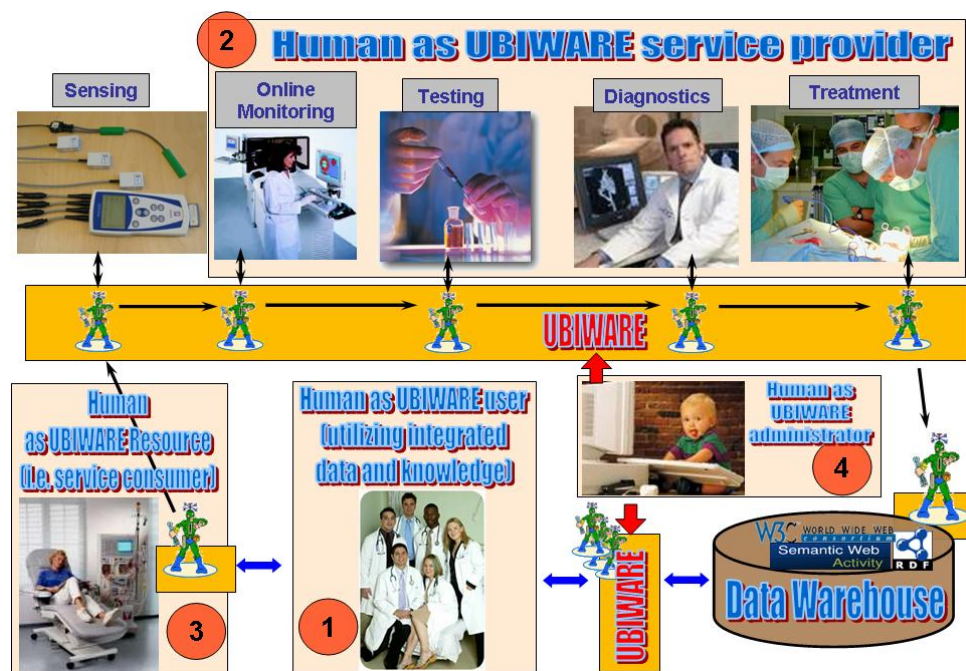 2
Human as UBIWARE service provider
Sensing
Online
Monitoring
Testing
Diagnostics
Treatment
UBIWARE
Human
as UBIWARE Resource
(i.e. service consumer)
3
Human as UBIWARE user
(utilizing integrated
data and knowledge)
1
Human as
UBIWARE
administrator
4
UBIWARE
W3C WORLD WIDE WEB
consortium
Semantic Web
Activity
RDF
Data Warehouse